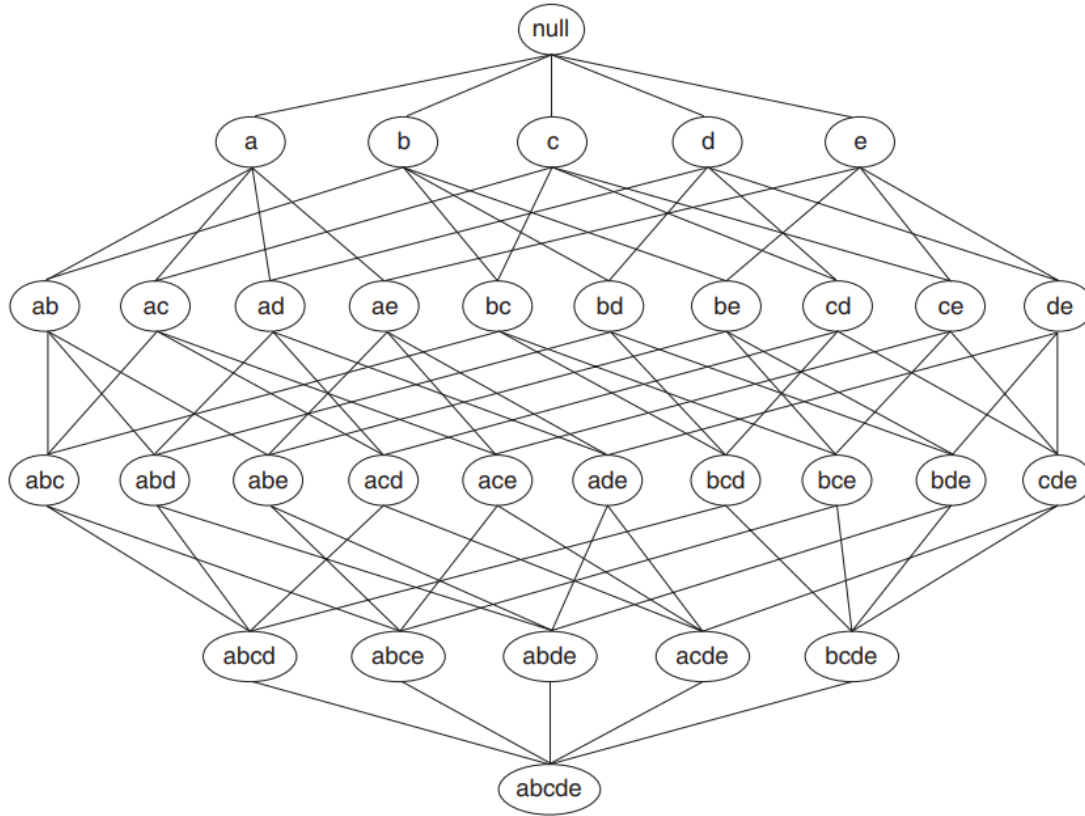 null
a b c d e
ab ac ad ae bc bd be cd ce de
abc abd abe acd ace ade bcd bce bde cde
abcd abce abde acde bcde
abcde